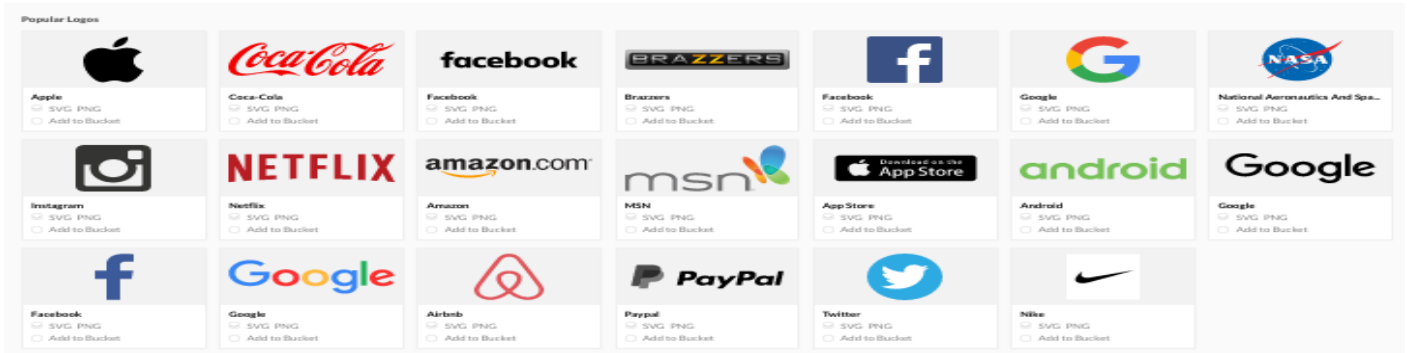 Popular Logos
Coca-Cola
facebook
BRAZZERS
f
G
NASA
Apple
Coca-Cola
Facebook
Brazzers
Facebook
Google
National Aeronautics And Spa...
SVG PNG
SVG PNG
SVG PNG
SVG PNG
SVG PNG
SVG PNG
SVG PNG
Add to Bucket
Add to Bucket
Add to Bucket
Add to Bucket
Add to Bucket
Add to Bucket
Add to Bucket
NETFLIX
amazon.com
msn
Download on the
App Store
android
Google
Instagram
Netflix
Amazon
MSN
App Store
Android
Google
SVG PNG
SVG PNG
SVG PNG
SVG PNG
SVG PNG
SVG PNG
SVG PNG
Add to Bucket
Add to Bucket
Add to Bucket
Add to Bucket
Add to Bucket
Add to Bucket
Add to Bucket
f
Google
PayPal
Facebook
Google
Airbnb
Paypal
Twitter
Nike
SVG PNG
SVG PNG
SVG PNG
SVG PNG
SVG PNG
SVG PNG
Add to Bucket
Add to Bucket
Add to Bucket
Add to Bucket
Add to Bucket
Add to Bucket